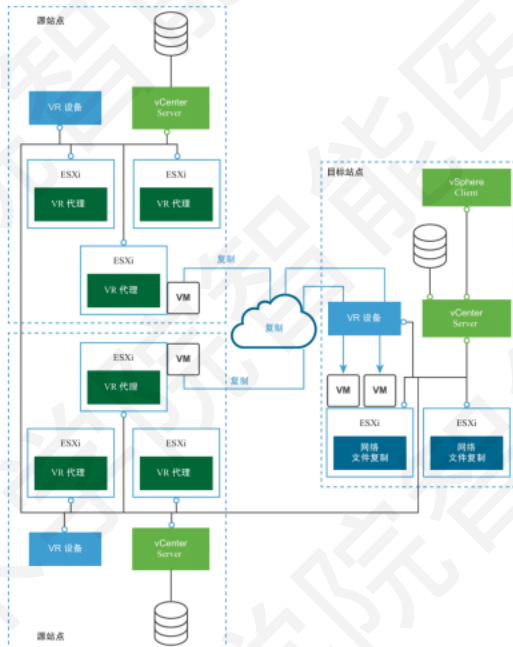 源站点
VR 设备
vCenter
Server
ESXi
VR 代理
ESXi
VR 代理
ESXi
VR 代理
VM
复制
复制
目标站点
vSphere
Client
VR 设备
vCenter
Server
VM
VM
ESXi
网络
文件复制
ESXi
网络
文件复制
VM
复制
ESXi
VR 代理
ESXi
VR 代理
ESXi
VR 代理
VR 设备
vCenter
Server
源站点